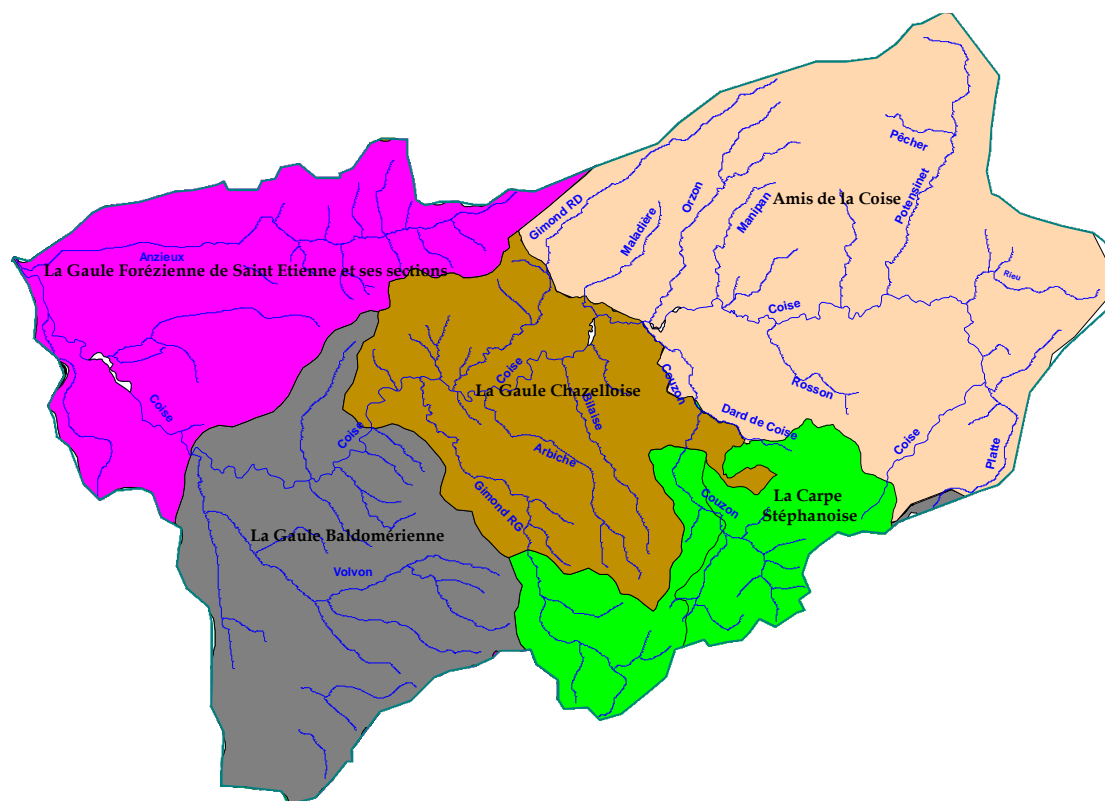 Pêcher
Potensinet
Amis de la Coise
Orzon
Manipan
Gimond RD
Maladière
Anzieux
La Gaule Forézienne de Saint Etienne et ses sections
Rieu
Coise
Coise
La Gaule Chazelloise
Couzon
Rosson
Bilaise
Coise
Dard de Coise
Coise
Coise
Arbiche
Platte
Gimond RG
Couzon
La Carpe
Stéphanoise
La Gaule Baldomérienne
Volvon